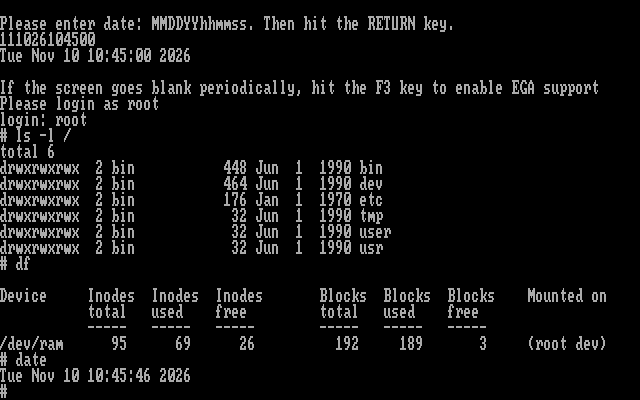 Please enter date: MMDDYYhhmmss. Then hit the RETURN key.
111026104500
Tue Nov 10 10:45:00 2026
If the screen goes blank periodically, hit the F3 key to enable EGA support
Please login as root
login: root
# ls -l /
total 6
drwxrwxrwx  2 bin           448 Jun  1  1990 bin
drwxrwxrwx  2 bin           464 Jun  1  1990 dev
drwxrwxrwx  2 bin           176 Jan  1  1970 etc
drwxrwxrwx  2 bin            32 Jun  1  1990 tmp
drwxrwxrwx  2 bin            32 Jun  1  1990 user
drwxrwxrwx  2 bin            32 Jun  1  1990 usr
# df
Device     Inodes  Inodes  Inodes       Blocks  Blocks  Blocks    Mounted on
           total   used    free         total   used    free
           -----   -----   -----        -----   -----   -----
/dev/ram      95      69      26          192     189       3     (root dev)
# date
Tue Nov 10 10:45:46 2026
#